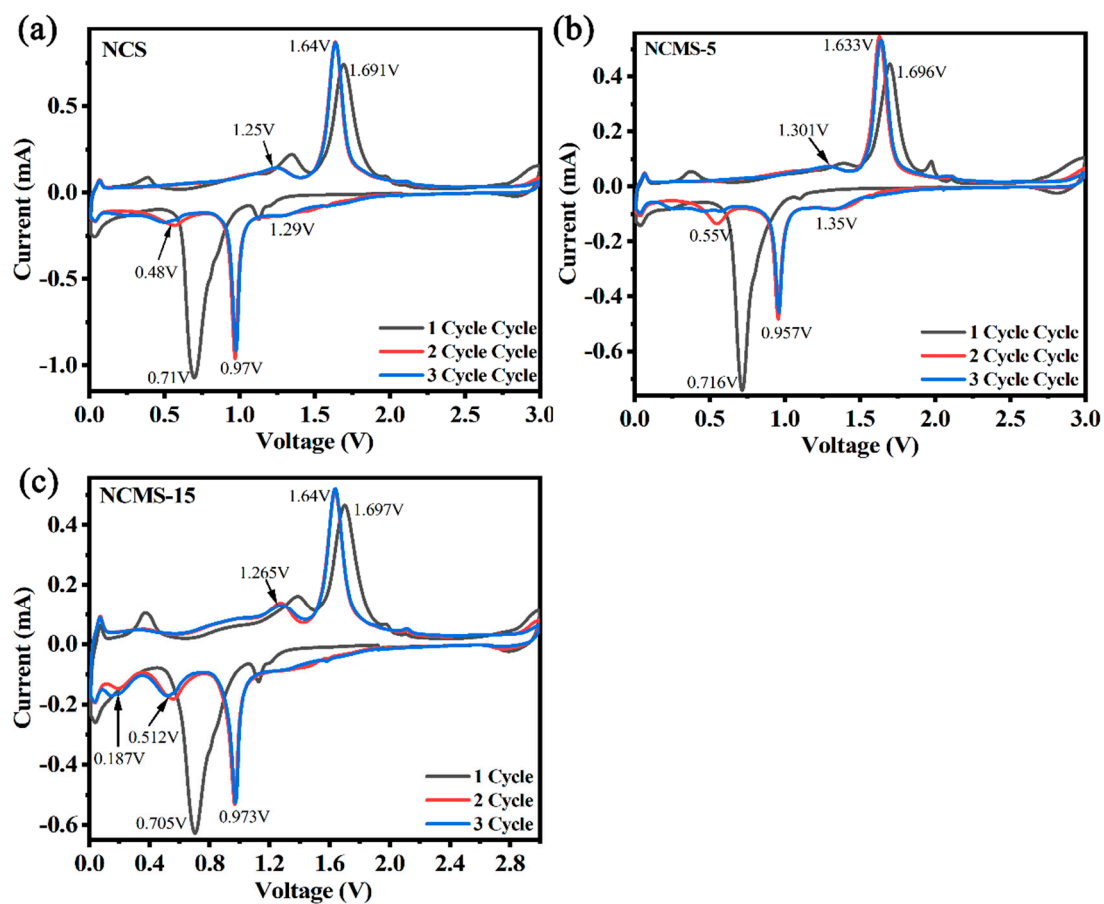 (a)
NCS
1.64V
1.691V
1.25V
1.29V
0.48V
0.71V
0.97V
1 Cycle Cycle
2 Cycle Cycle
3 Cycle Cycle
0.5
0.0
-0.5
-1.0
Current (mA)
0.0 0.5 1.0 1.5 2.0 2.5 3.0
Voltage (V)
(b)
NCMS-5
1.633V
1.696V
1.301V
0.55V
1.35V
0.957V
0.716V
1 Cycle Cycle
2 Cycle Cycle
3 Cycle Cycle
0.4
0.2
0.0
-0.2
-0.4
-0.6
Current (mA)
0.0 0.5 1.0 1.5 2.0 2.5 3.0
Voltage (V)
(c)
NCMS-15
1.64V
1.697V
1.265V
0.512V
0.187V
0.705V
0.973V
1 Cycle
2 Cycle
3 Cycle
0.4
0.2
0.0
-0.2
-0.4
-0.6
Current (mA)
0.0 0.4 0.8 1.2 1.6 2.0 2.4 2.8
Voltage (V)